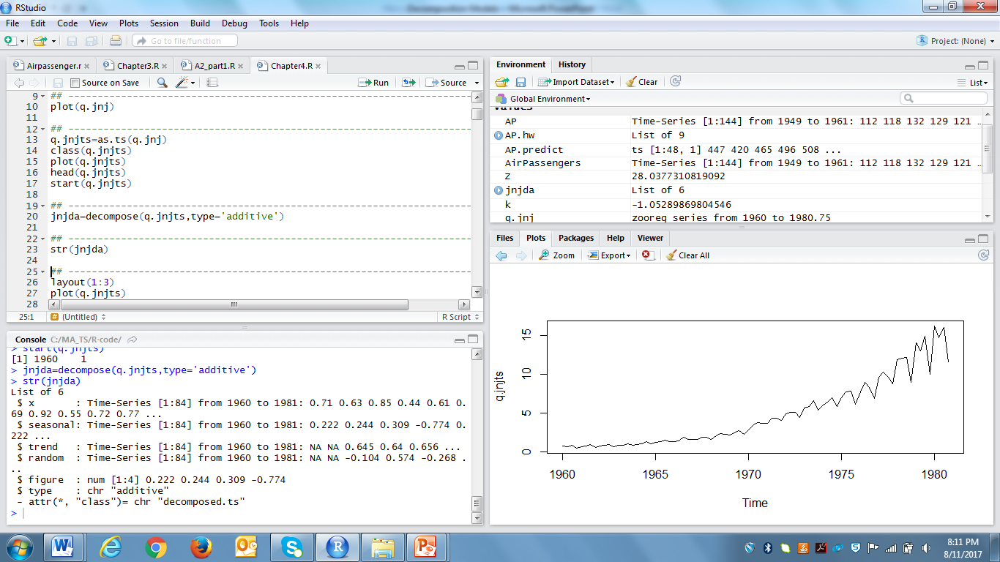 RStudio
File Edit Code View Plots Session Build Debug Tools Help
Go to file/function
Project: (None)
Airpassenger.r Chapter3.R A2_part1.R Chapter4.R
Source on Save Run Source
9 ## ------------------------------------------------------------------------
10 plot(q.jnj)
11
12 ## ------------------------------------------------------------------------
13 q.jnjts=as.ts(q.jnj)
14 class(q.jnjts)
15 plot(q.jnjts)
16 head(q.jnjts)
17 start(q.jnjts)
18
19 ## ------------------------------------------------------------------------
20 jnjda=decompose(q.jnjts,type='additive')
21
22 ## ------------------------------------------------------------------------
23 str(jnjda)
24
25 ## ------------------------------------------------------------------------
26 layout(1:3)
27 plot(q.jnjts)
28
25:1 # (Untitled) R Script
Console C:/MA_TS/R-code/
> start(q.jnjts)
[1] 1960    1
> jnjda=decompose(q.jnjts,type='additive')
> str(jnjda)
List of 6
 $ x       : Time-Series [1:84] from 1960 to 1981: 0.71 0.63 0.85 0.44 0.61 0.
69 0.92 0.55 0.72 0.77 ...
 $ seasonal: Time-Series [1:84] from 1960 to 1981: 0.222 0.244 0.309 -0.774 0.
222 ...
 $ trend   : Time-Series [1:84] from 1960 to 1981: NA NA 0.645 0.64 0.656 ...
 $ random  : Time-Series [1:84] from 1960 to 1981: NA NA -0.104 0.574 -0.268 .
..
 $ figure  : num [1:4] 0.222 0.244 0.309 -0.774
 $ type    : chr "additive"
 - attr(*, "class")= chr "decomposed.ts"
>
Environment History
Import Dataset Clear List
Global Environment
Values
AP Time-Series [1:144] from 1949 to 1961: 112 118 132 129 121 …
AP.hw List of 9
AP.predict ts [1:48, 1] 447 420 465 496 508 ...
AirPassengers Time-Series [1:144] from 1949 to 1961: 112 118 132 129 121 …
Z 28.0377310819092
jnjda List of 6
k -1.05289869804546
q.jnj zooreg series from 1960 to 1980.75
Files Plots Packages Help Viewer
Zoom Export Clear All
q.jnjts
15
10
5
0
1960 1965 1970 1975 1980
Time
8:11 PM
8/11/2017